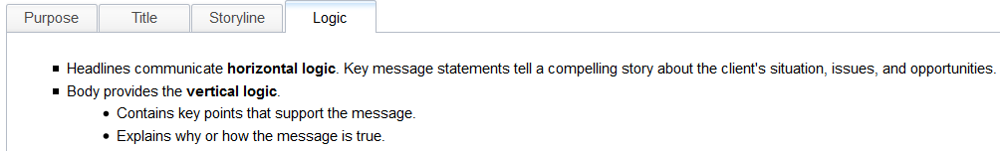 Purpose Title Storyline Logic
Headlines communicate horizontal logic. Key message statements tell a compelling story about the client's situation, issues, and opportunities.
Body provides the vertical logic.
Contains key points that support the message.
Explains why or how the message is true.